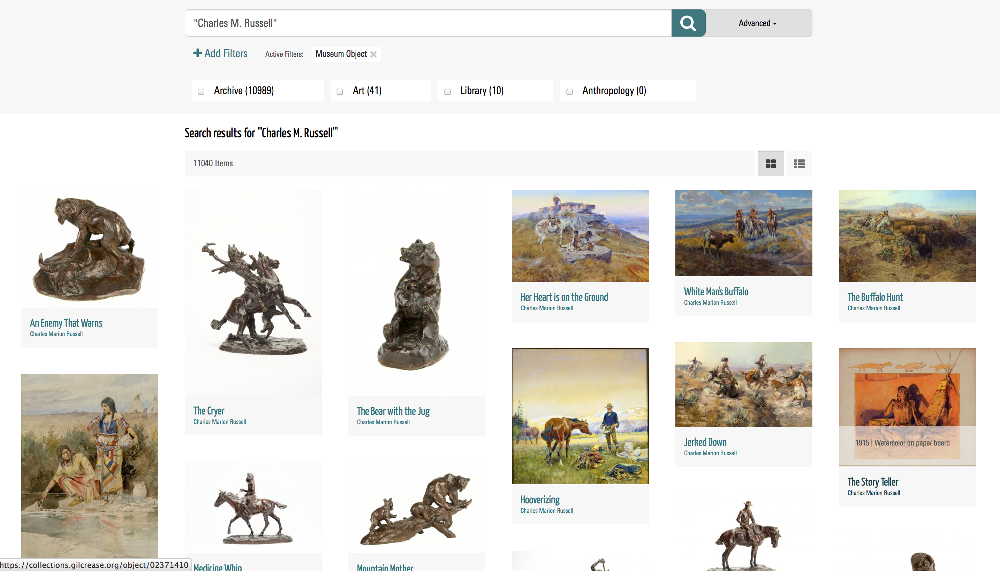 "Charles M. Russell"
Advanced
Add Filters
Active Filters:
Museum Object
Archive (10989)
Art (41)
Library (10)
Anthropology (0)
Search results for "'Charles M. Russell'"
11040 Items
An Enemy That Warns
Charles Marion Russell
The Cryer
Charles Marion Russell
The Bear with the Jug
Charles Marion Russell
Her Heart is on the Ground
Charles Marion Russell
White Man's Buffalo
Charles Marion Russell
The Buffalo Hunt
Charles Marion Russell
Hooverizing
Charles Marion Russell
Jerked Down
Charles Marion Russell
1915 | Watercolor on paper board
The Story Teller
Charles Marion Russell
https://collections.gilcrease.org/object/02371410
Medicine Whip
Mountain Mother